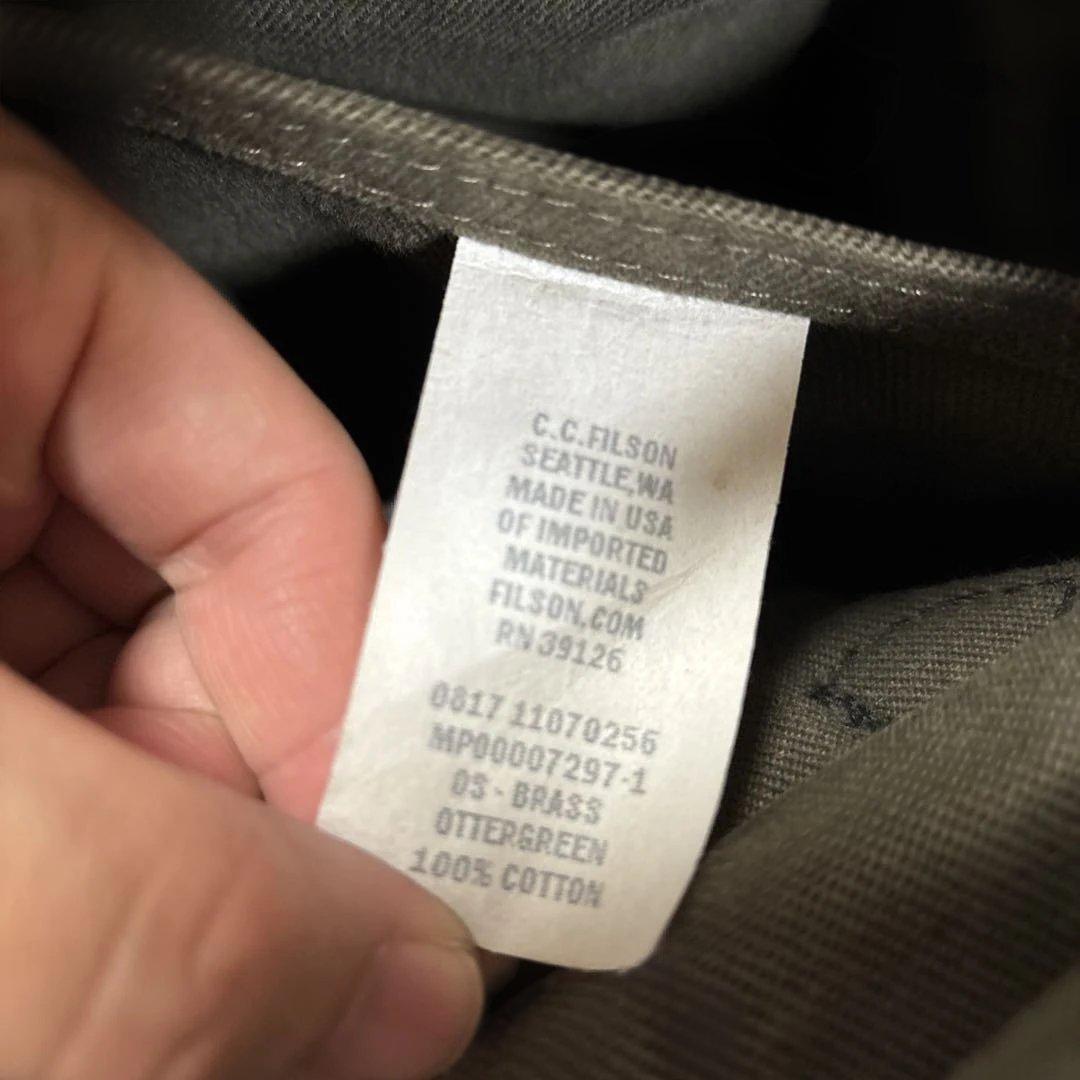 C.C.FILSON
SEATTLE,WA
MADE IN USA
OF IMPORTED
MATERIALS
FILSON.COM
RN 39126
0817 11070256
MP00007297-1
OS - BRASS
OTTERGREEN
100% COTTON